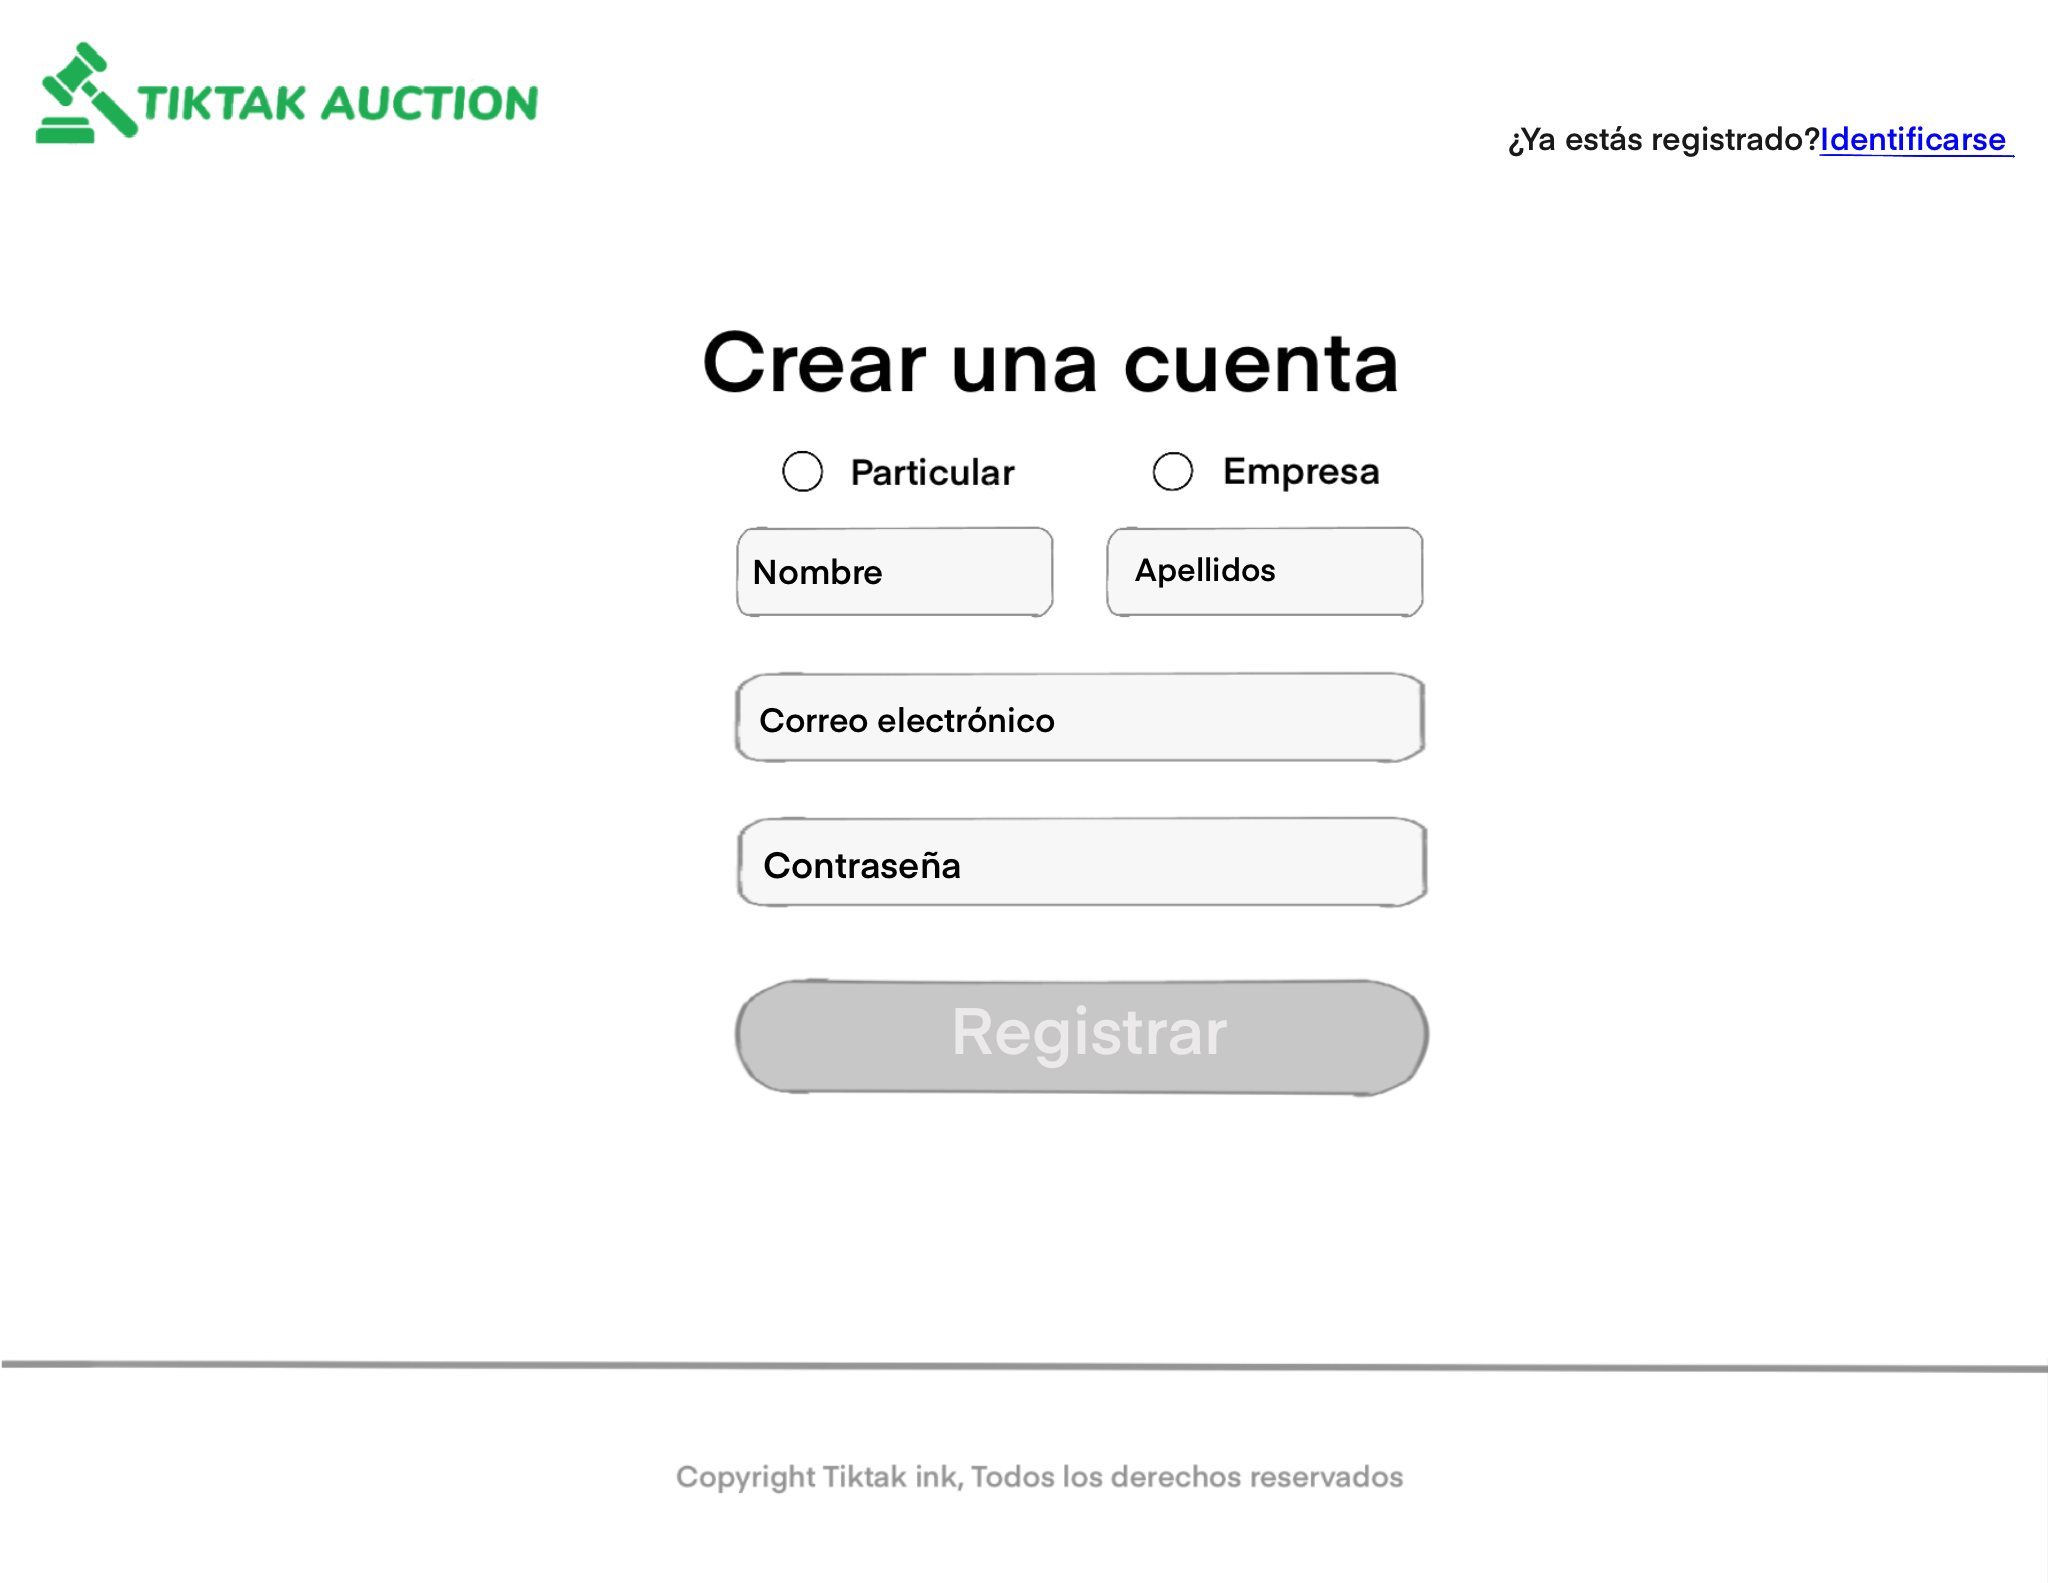 TIKTAK AUCTION
¿Ya estás registrado?Identificarse
Crear una cuenta
Particular
Empresa
Nombre
Apellidos
Correo electrónico
Contraseña
Registrar
Copyright Tiktak ink, Todos los derechos reservados